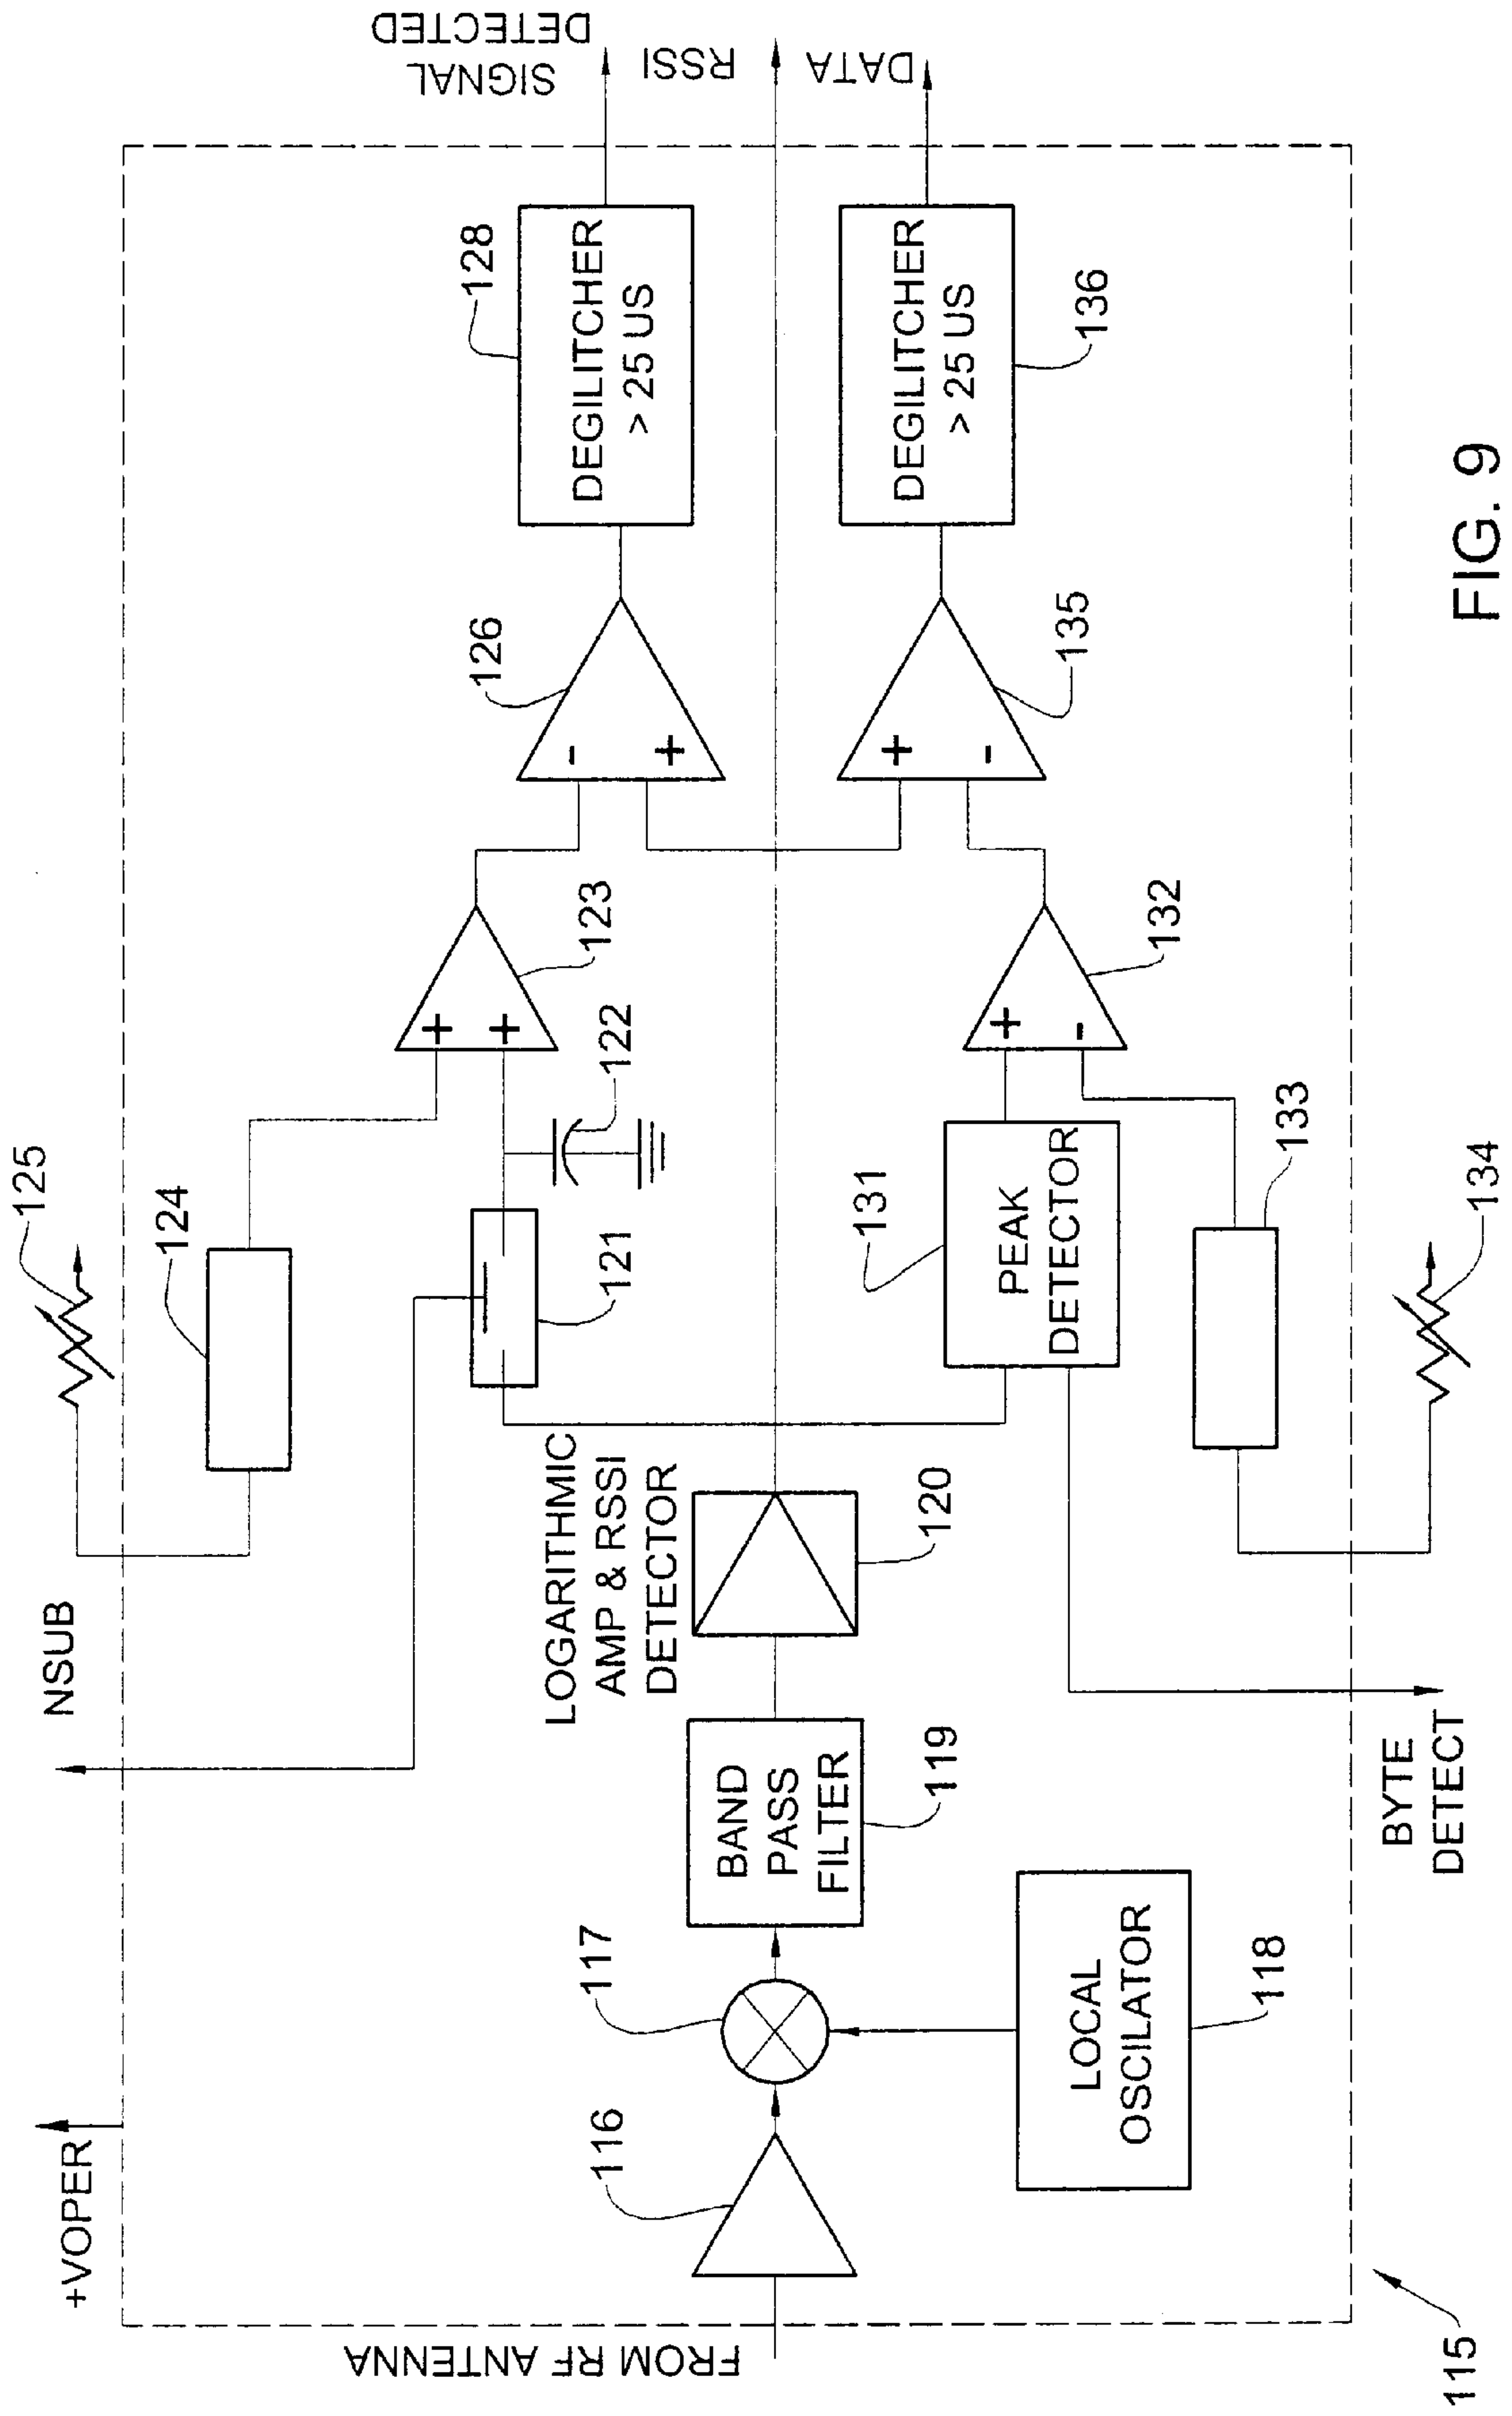 +VOPER
NSUB
125
124
SIGNAL
DETECTED
RSSI
DATA
128
DEGILITCHER
> 25 US
126
-
+
123
+
+
122
121
LOGARITHMIC
AMP & RSSI
DETECTOR
120
BAND
PASS
FILTER
119
117
116
FROM RF ANTENNA
LOCAL
OSCILATOR
118
131
PEAK
DETECTOR
132
+
-
133
134
135
+
-
DEGILITCHER
> 25 US
136
BYTE
DETECT
115
FIG. 9